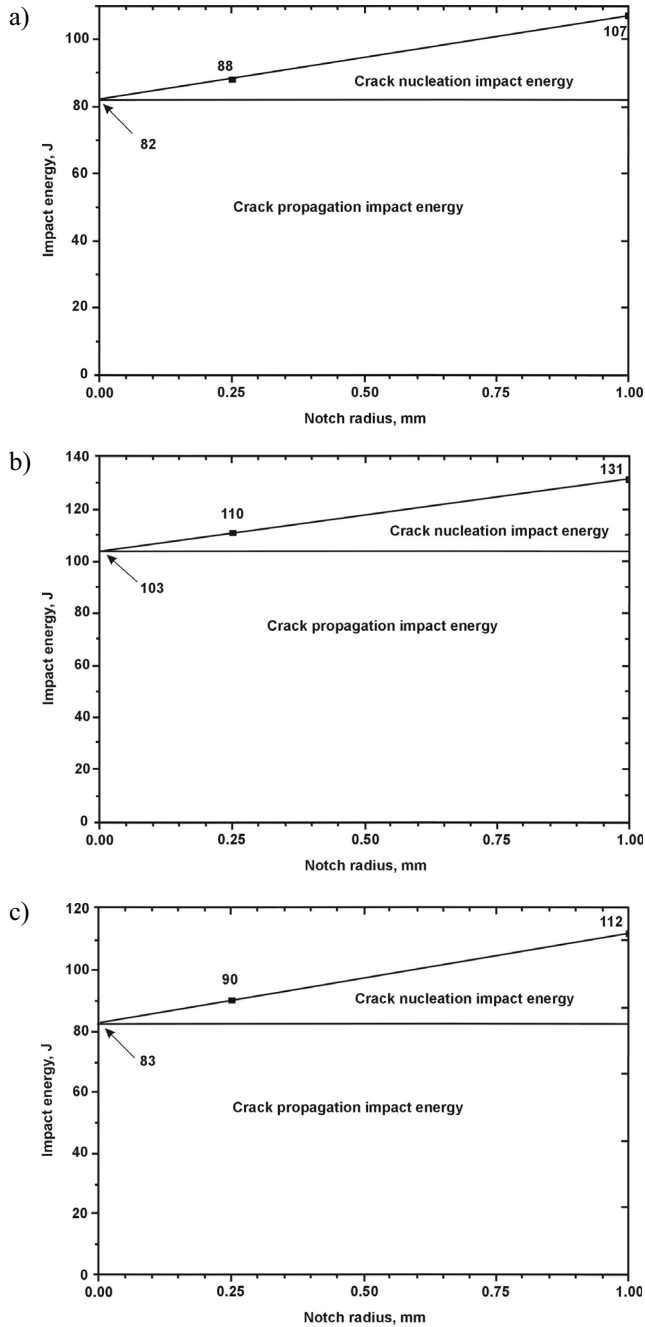 a)
100
80
60
40
20
0
Impact energy, J
88
107
Crack nucleation impact energy
82
Crack propagation impact energy
0.00 0.25 0.50 0.75 1.00
Notch radius, mm
b)
140
120
100
80
60
40
20
0
Impact energy, J
131
110
Crack nucleation impact energy
103
Crack propagation impact energy
0.00 0.25 0.50 0.75 1.00
Notch radius, mm
c)
120
100
80
60
40
20
0
Impact energy, J
112
90
Crack nucleation impact energy
83
Crack propagation impact energy
0.00 0.25 0.50 0.75 1.00
Notch radius, mm